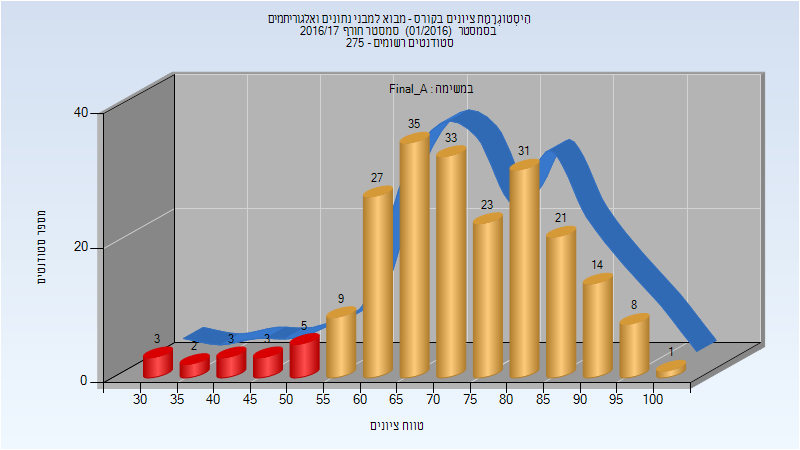 היסטוגרמת ציונים בקורס - מבוא למבני נתונים ואלגוריתמים
בסמסטר (01/2016) סמסטר חורף 2016/17
סטודנטים רשומים - 275
במשימה : Final_A
40
20
0
מספר סטודנטים
3
2
3
3
5
9
27
35
33
23
31
21
14
8
1
30 35 40 45 50 55 60 65 70 75 80 85 90 95 100
טווח ציונים